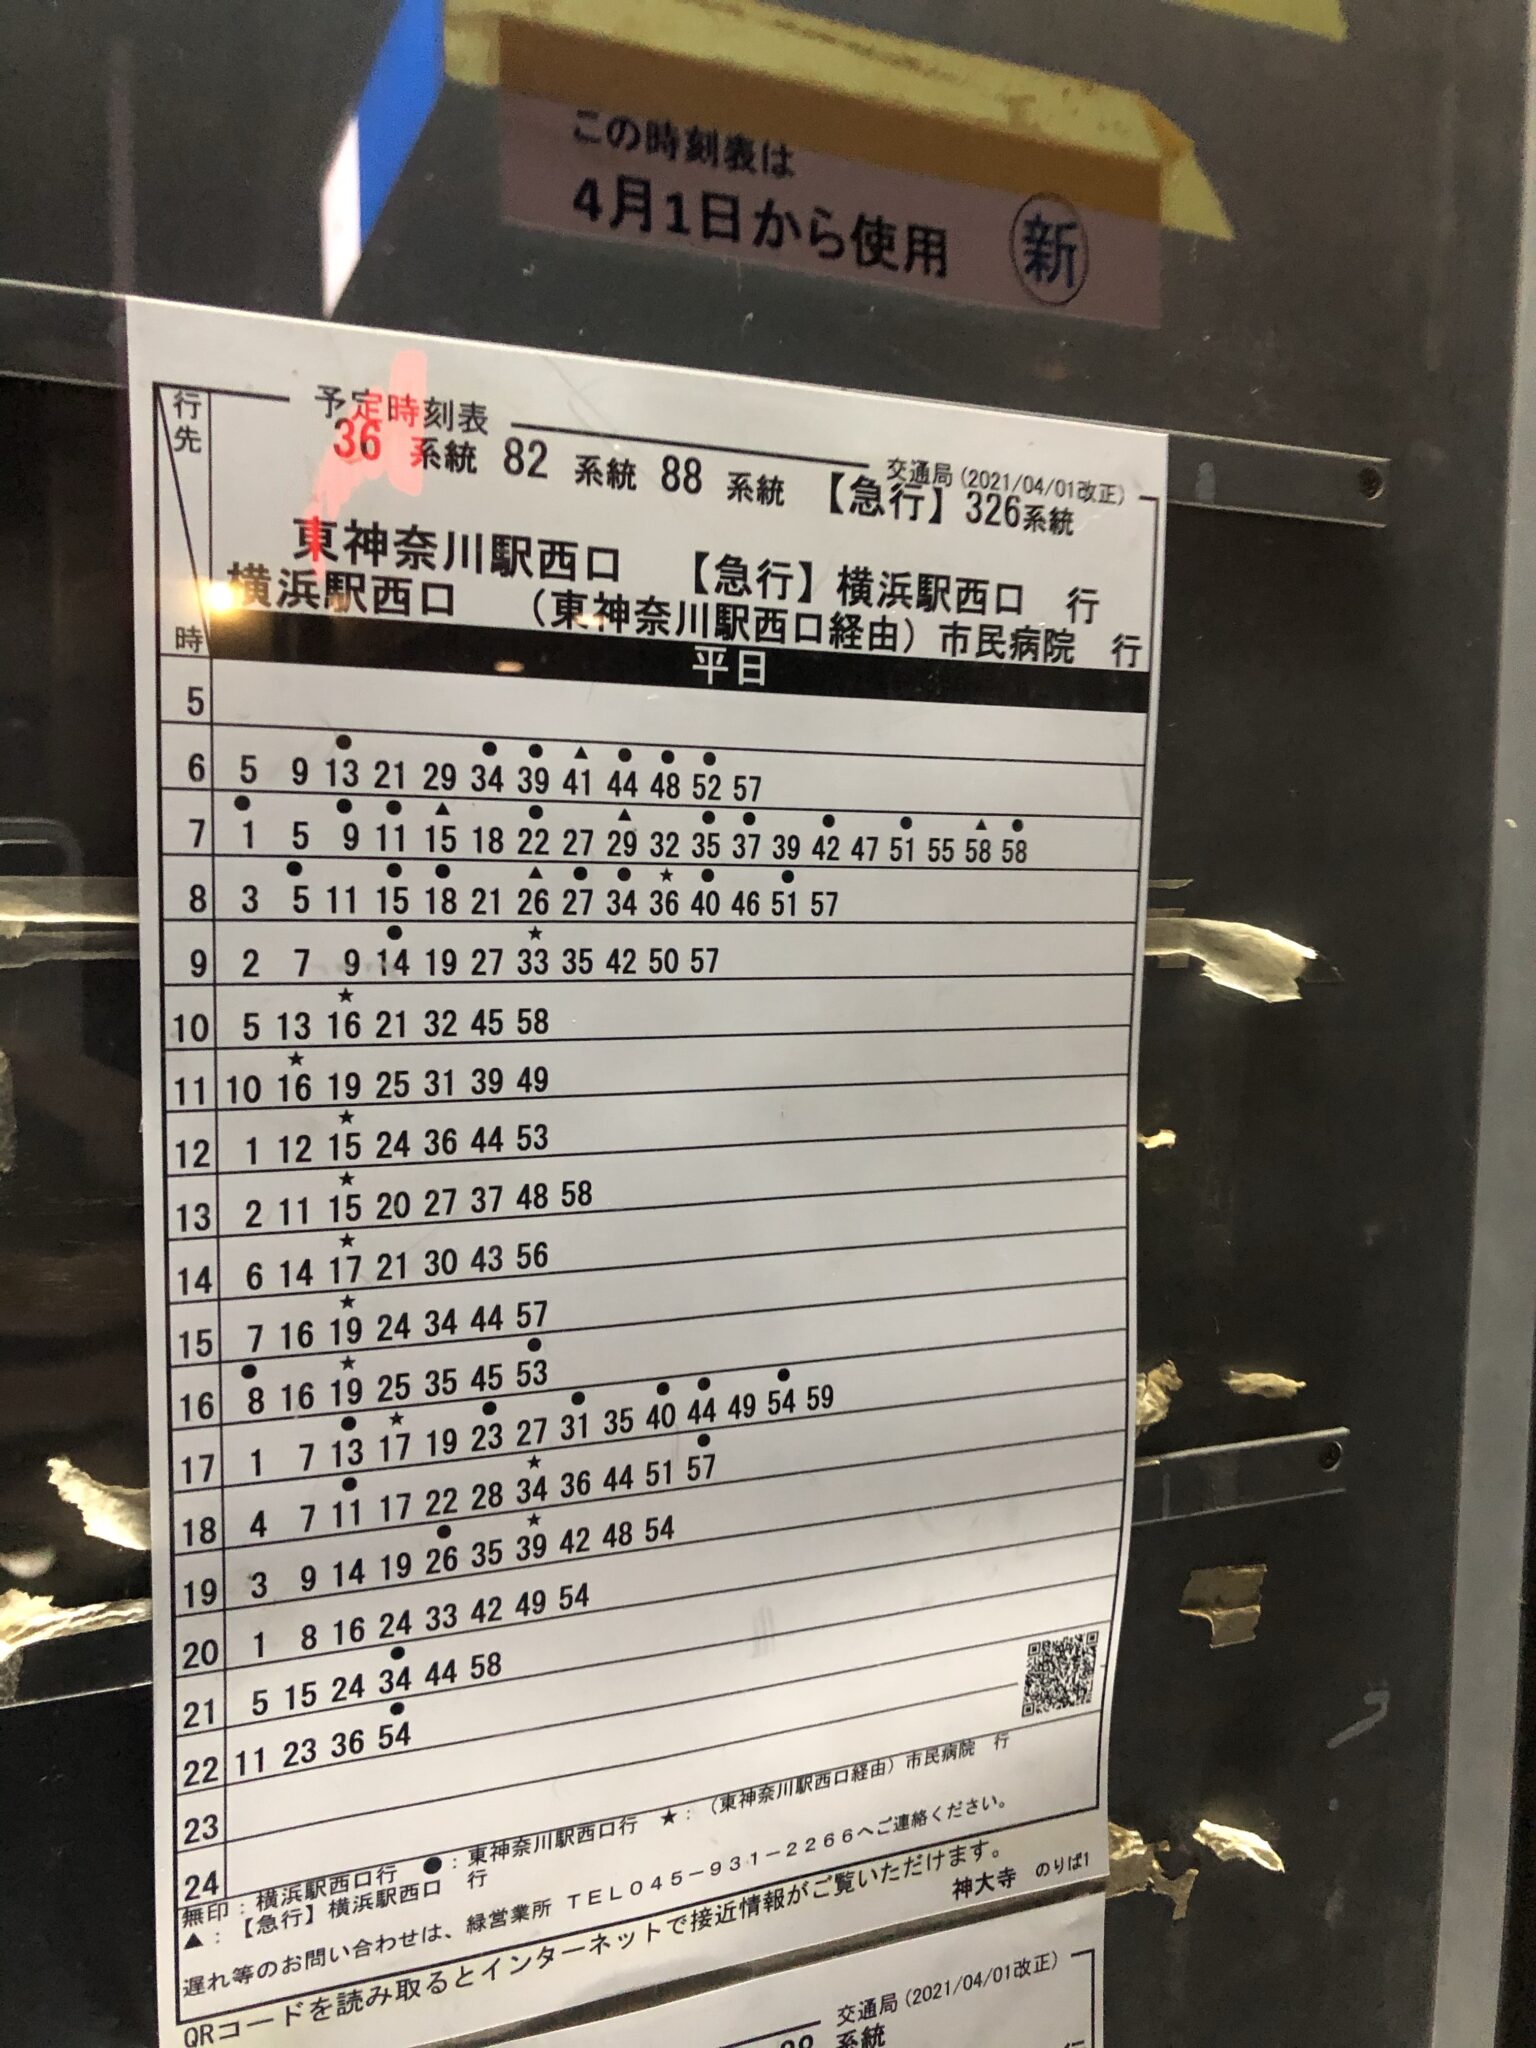 この時刻表は
4月1日から使用 新
行先 予定時刻表
交通局(2021/04/01改正)
36系統 82系統 88系統 【急行】326系統
東神奈川駅西口 【急行】横浜駅西口 行
横浜駅西口 (東神奈川駅西口経由)市民病院 行
時 平日
5
● ● ● ▲ ● ● ●
6 5 9 13 21 29 34 39 41 44 48 52 57
● ● ● ▲ ● ▲ ● ● ● ● ▲ ●
7 1 5 9 11 15 18 22 27 29 32 35 37 39 42 47 51 55 58 58
● ● ● ▲ ● ● ★ ● ●
8 3 5 11 15 18 21 26 27 34 36 40 46 51 57
● ★
9 2 7 9 14 19 27 33 35 42 50 57
★
10 5 13 16 21 32 45 58
★
11 10 16 19 25 31 39 49
★
12 1 12 15 24 36 44 53
★
13 2 11 15 20 27 37 48 58
★
14 6 14 17 21 30 43 56
★
15 7 16 19 24 34 44 57
● ★ ●
16 8 16 19 25 35 45 53
● ★ ● ● ● ● ●
17 1 7 13 17 19 23 27 31 35 40 44 49 54 59
● ★ ●
18 4 7 11 17 22 28 34 36 44 51 57
● ★
19 3 9 14 19 26 35 39 42 48 54
20 1 8 16 24 33 42 49 54
●
21 5 15 24 34 44 58
●
22 11 23 36 54
23
24
無印:横浜駅西口行 ●:東神奈川駅西口行 ★:(東神奈川駅西口経由)市民病院 行
▲:【急行】横浜駅西口 行
遅れ等のお問い合わせは、緑営業所 TEL045-931-2266へご連絡ください。
QRコードを読み取るとインターネットで接近情報がご覧いただけます。
神大寺 のりば1
交通局(2021/04/01改正)
系統